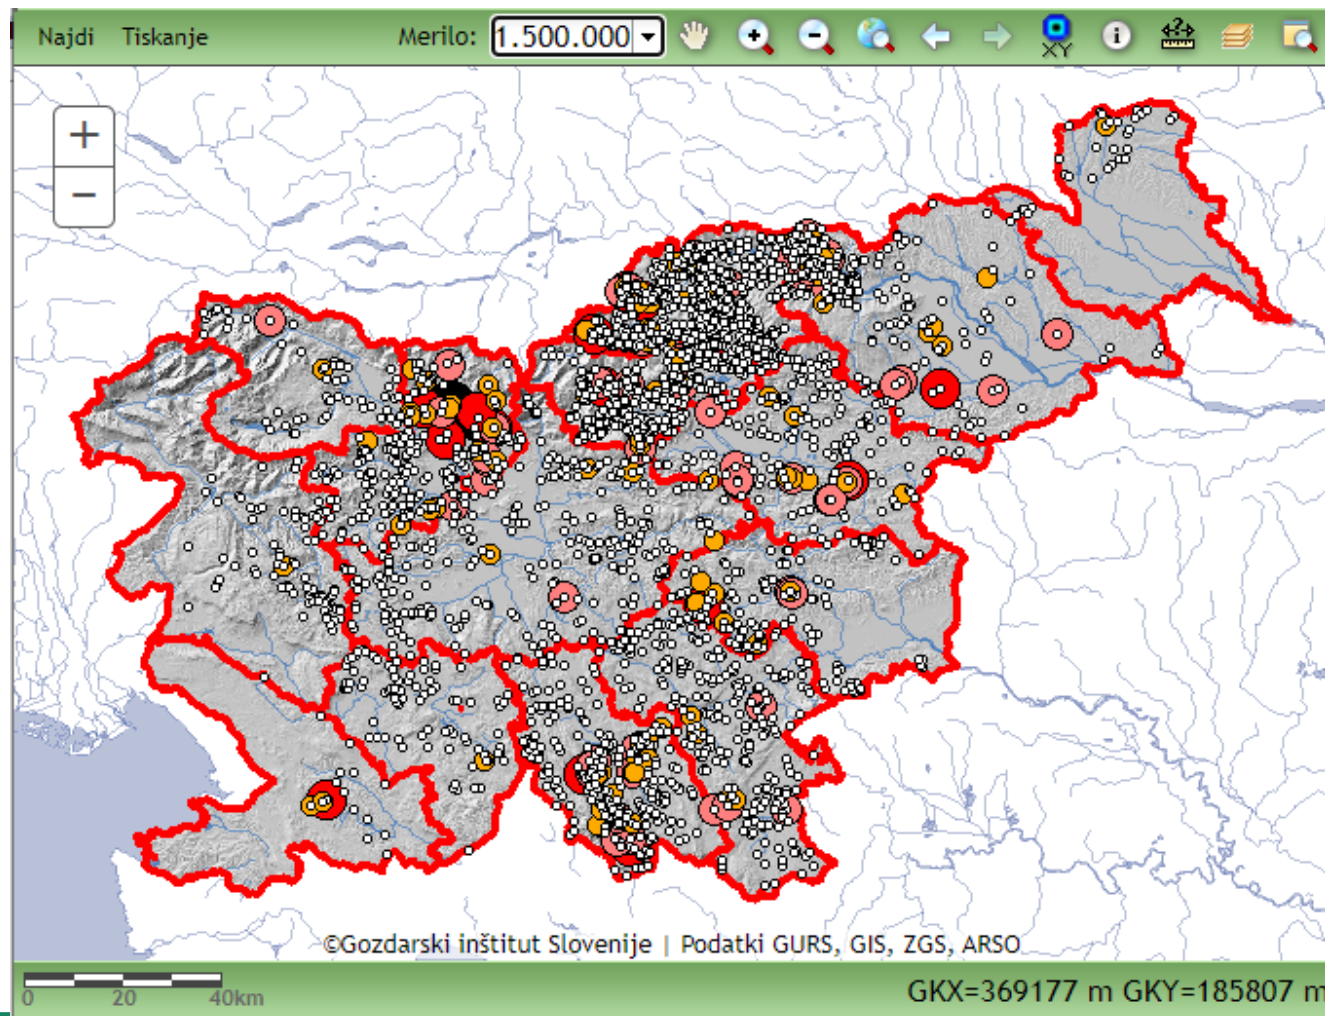 Najdi Tiskanje Merilo: 1.500.000 XY
+
−
©Gozdarski inštitut Slovenije | Podatki GURS, GIS, ZGS, ARSO
0 20 40km
GKX=369177 m GKY=185807 m